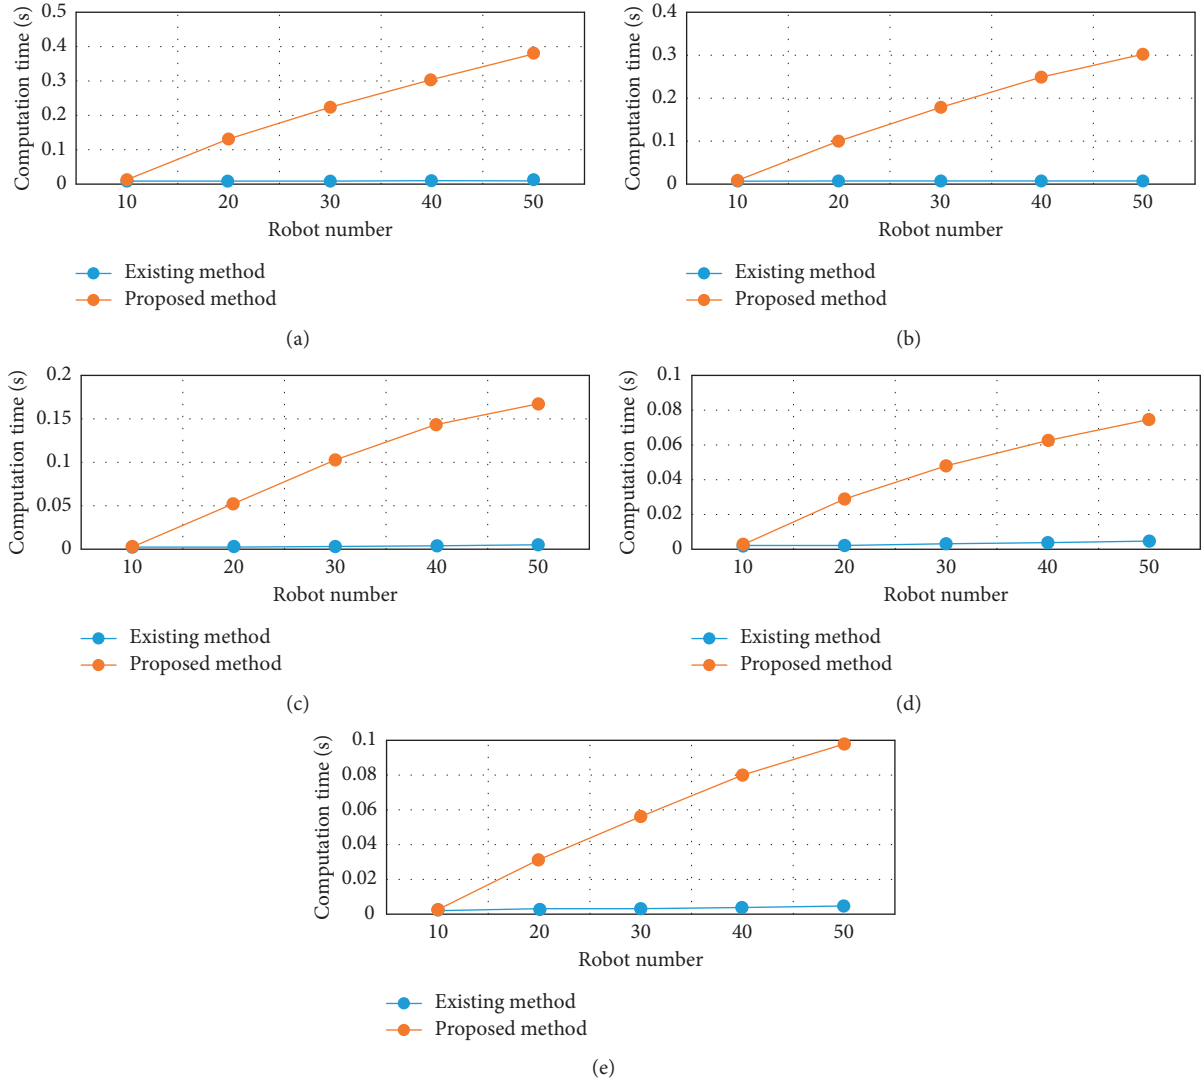 Computation time (s)
0.5
0.4
0.3
0.2
0.1
0
10 20 30 40 50
Robot number
Existing method
Proposed method
(a)
Computation time (s)
0.4
0.3
0.2
0.1
0
10 20 30 40 50
Robot number
Existing method
Proposed method
(b)
Computation time (s)
0.2
0.15
0.1
0.05
0
10 20 30 40 50
Robot number
Existing method
Proposed method
(c)
Computation time (s)
0.1
0.08
0.06
0.04
0.02
0
10 20 30 40 50
Robot number
Existing method
Proposed method
(d)
Computation time (s)
0.1
0.08
0.06
0.04
0.02
0
10 20 30 40 50
Robot number
Existing method
Proposed method
(e)